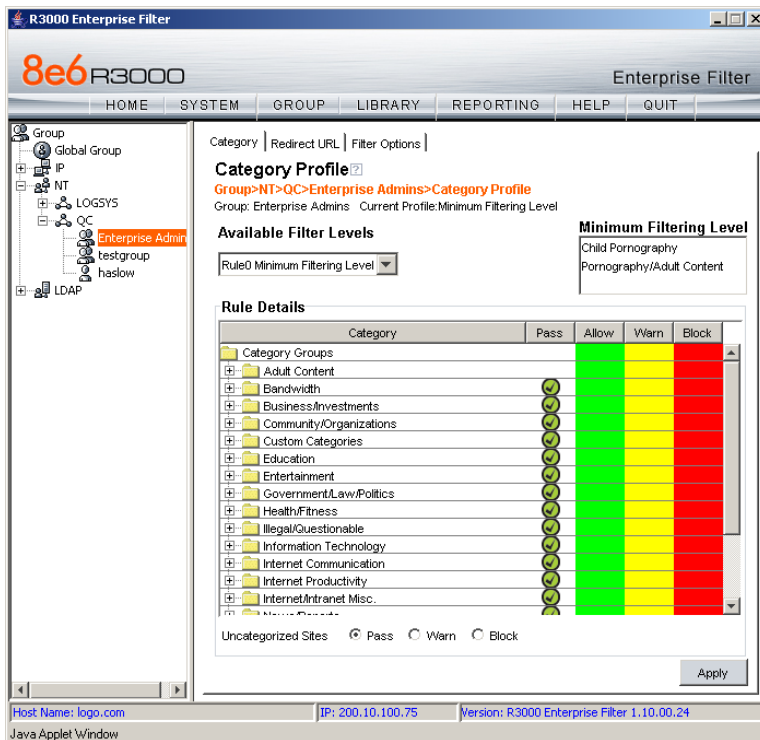 R3000 Enterprise Filter
8e6 R3000
Enterprise Filter
HOME SYSTEM GROUP LIBRARY REPORTING HELP QUIT
Group
Global Group
IP
NT
LOGSYS
QC
Enterprise Admin
testgroup
haslow
LDAP
Category Redirect URL Filter Options
Category Profile ?
Group>NT>QC>Enterprise Admins>Category Profile
Group: Enterprise Admins Current Profile:Minimum Filtering Level
Available Filter Levels
Rule0 Minimum Filtering Level
Minimum Filtering Level
Child Pornography
Pornography/Adult Content
Rule Details
Category Pass Allow Warn Block
Category Groups
Adult Content
Bandwidth
Business/Investments
Community/Organizations
Custom Categories
Education
Entertainment
Government/Law/Politics
Health/Fitness
Illegal/Questionable
Information Technology
Internet Communication
Internet Productivity
Internet/Intranet Misc.
Uncategorized Sites Pass Warn Block
Apply
Host Name: logo.com IP: 200.10.100.75 Version: R3000 Enterprise Filter 1.10.00.24
Java Applet Window